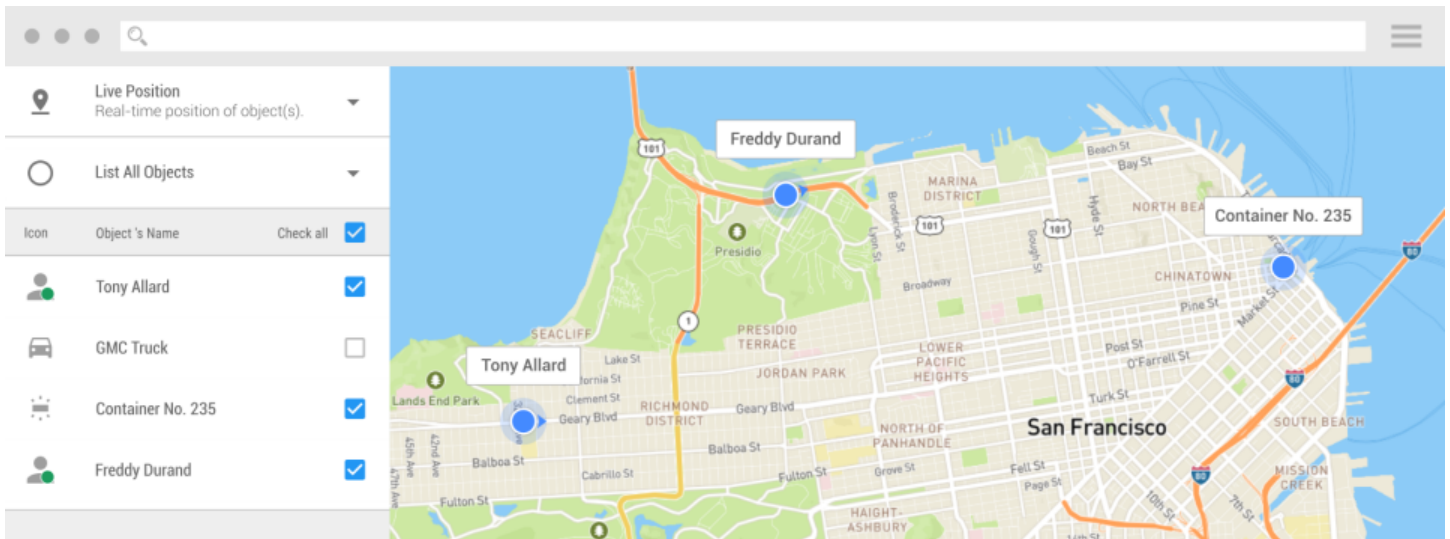 Live Position
Real-time position of object(s).
List All Objects
Icon
Object 's Name
Check all
Tony Allard
GMC Truck
Container No. 235
Freddy Durand
101
Freddy Durand
Beach St
Bay St
MARINA
DISTRICT
Hyde St
NORTH
Container No. 235
101
101
Broderick St
Lyon St
Gough St
Presidio
80
CHINATOWN
Broadway
Pine St
Market St
1
SEACLIFF
PRESIDIO
TERRACE
LOWER
PACIFIC
HEIGHTS
Post St
O'Farrell St
Tony Allard
Lake St
JORDAN PARK
80
Clement St
Lands End Park
RICHMOND
DISTRICT
Geary Blvd
Geary Blvd
Turk St
San Francisco
SOUTH BEACH
NORTH OF
PANHANDLE
45th Ave
42nd Ave
Balboa St
Balboa St
Cabrillo St
Fulton St
Grove St
Fell St
Page St
80
MISSION
CREEK
47th Ave
Fulton St
HAIGHT-
ASHBURY
10th St
7th St